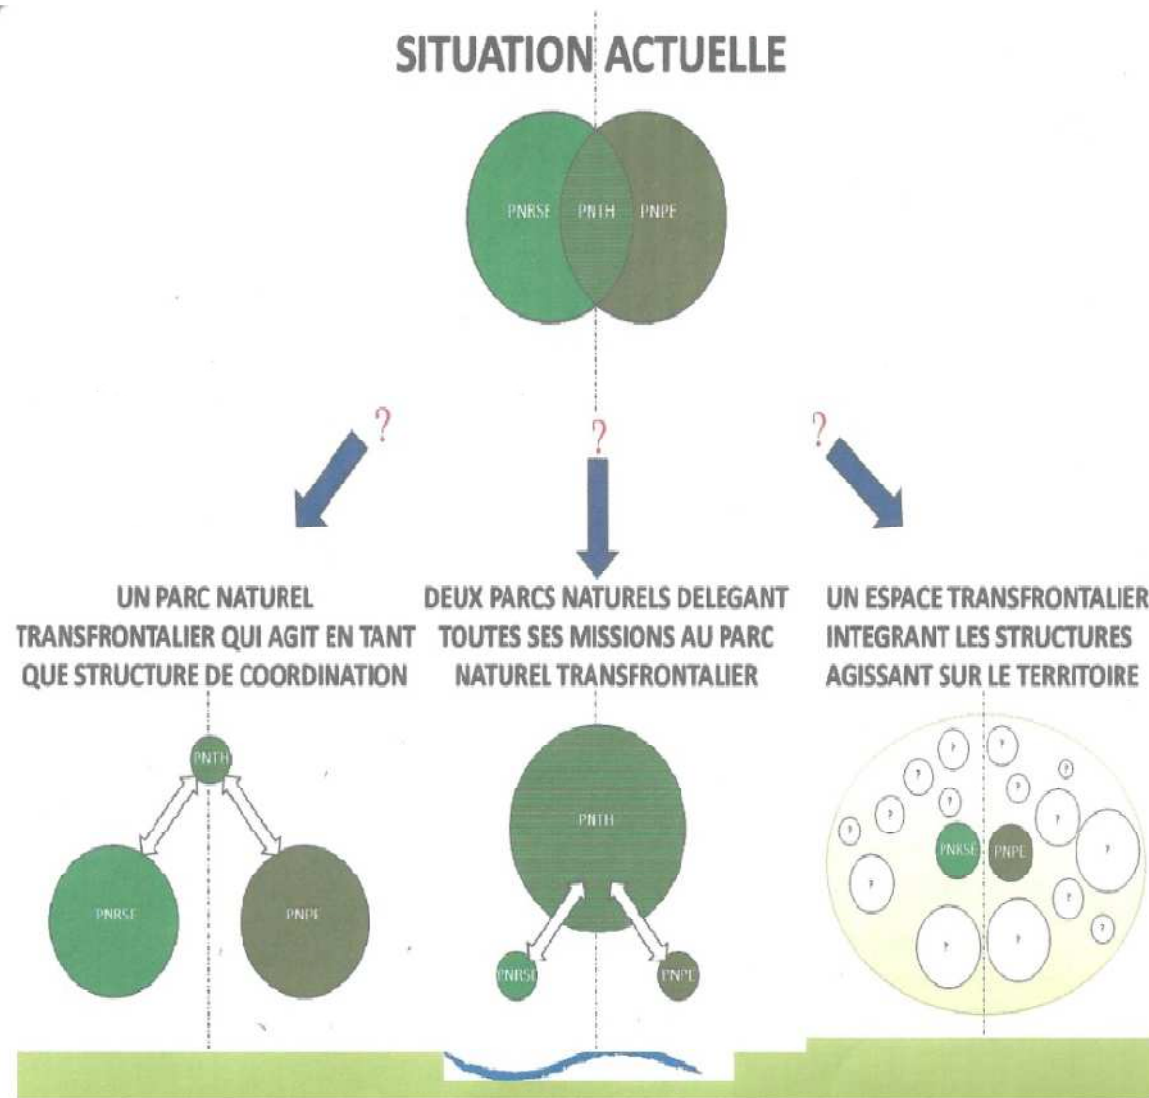 SITUATION ACTUELLE
PNRSE PNTH PNPE
?
?
?
UN PARC NATUREL
TRANSFRONTALIER QUI AGIT EN TANT
QUE STRUCTURE DE COORDINATION
PNTH
PNRSE
PNPE
DEUX PARCS NATURELS DELEGANT
TOUTES SES MISSIONS AU PARC
NATUREL TRANSFRONTALIER
PNTH
PNRSE
PNPE
UN ESPACE TRANSFRONTALIER
INTEGRANT LES STRUCTURES
AGISSANT SUR LE TERRITOIRE
?
?
?
?
?
?
?
?
?
?
PNRSE
PNPE
?
?
?
?
?